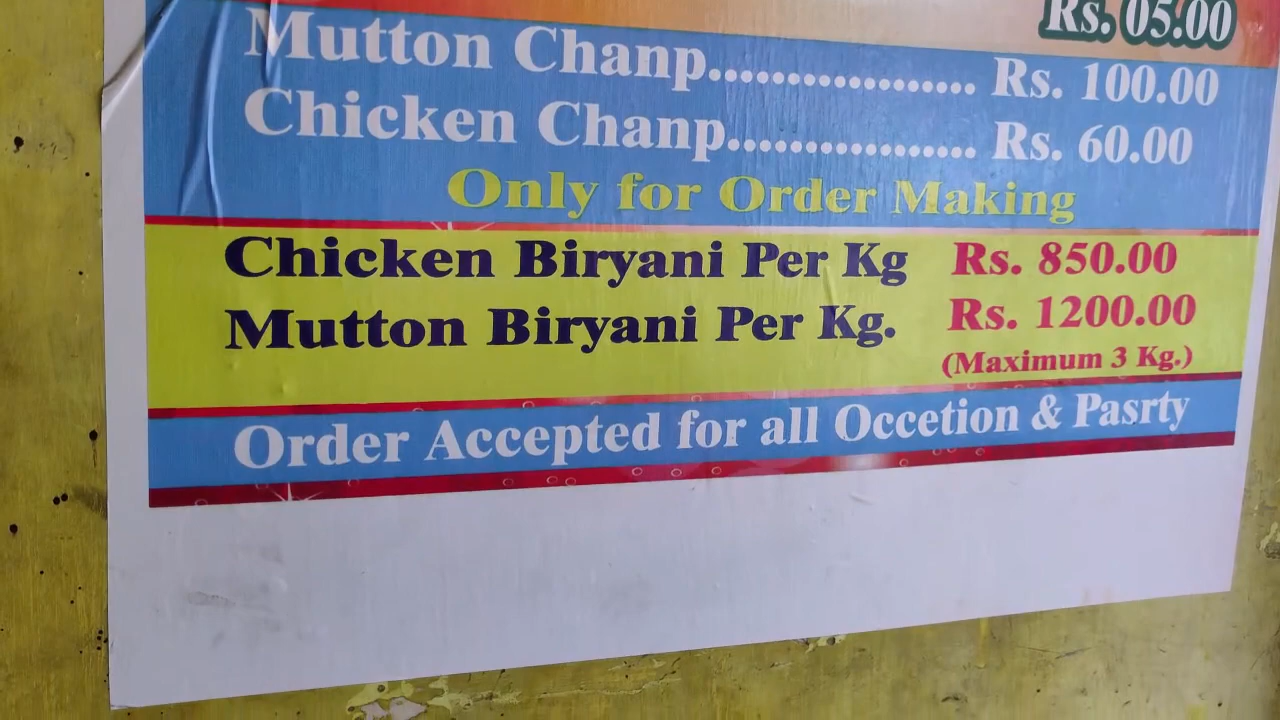 Rs. 05.00
Mutton Chanp................. Rs. 100.00
Chicken Chanp................ Rs. 60.00
Only for Order Making
Chicken Biryani Per Kg Rs. 850.00
Mutton Biryani Per Kg. Rs. 1200.00
(Maximum 3 Kg.)
Order Accepted for all Occetion & Pasrty